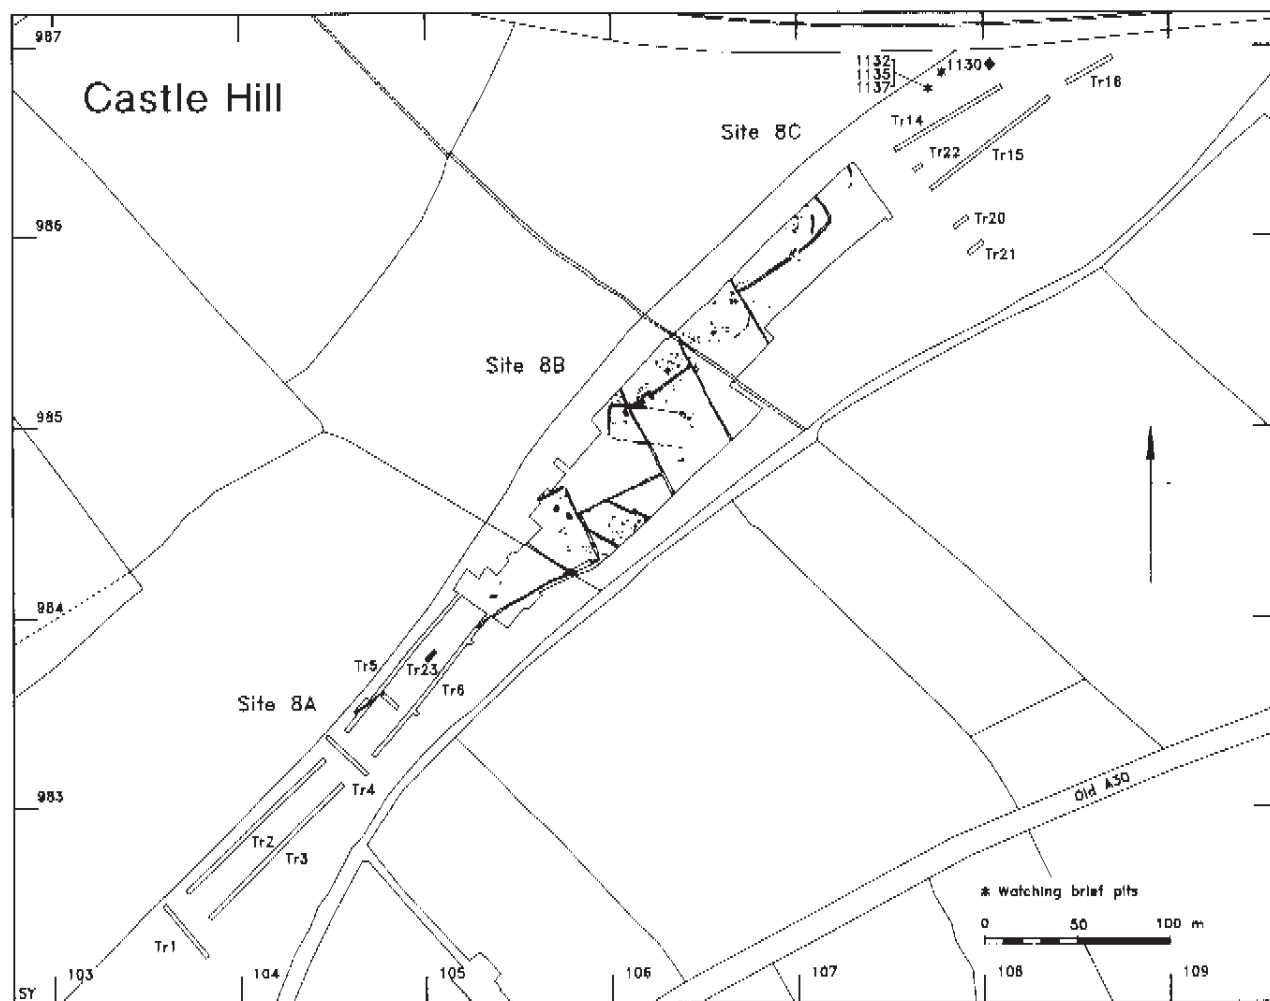 987
Castle Hill
1132
1135
1137
1130
Tr16
Tr14
Site 8C
Tr22
Tr15
986
Tr20
Tr21
Site 8B
985
984
Tr5
Tr23
Tr6
Site 8A
Tr4
983
Old A30
Tr2
Tr3
* Watching brief pits
0 50 100 m
Tr1
103 104 105 106 107 108 109
SY